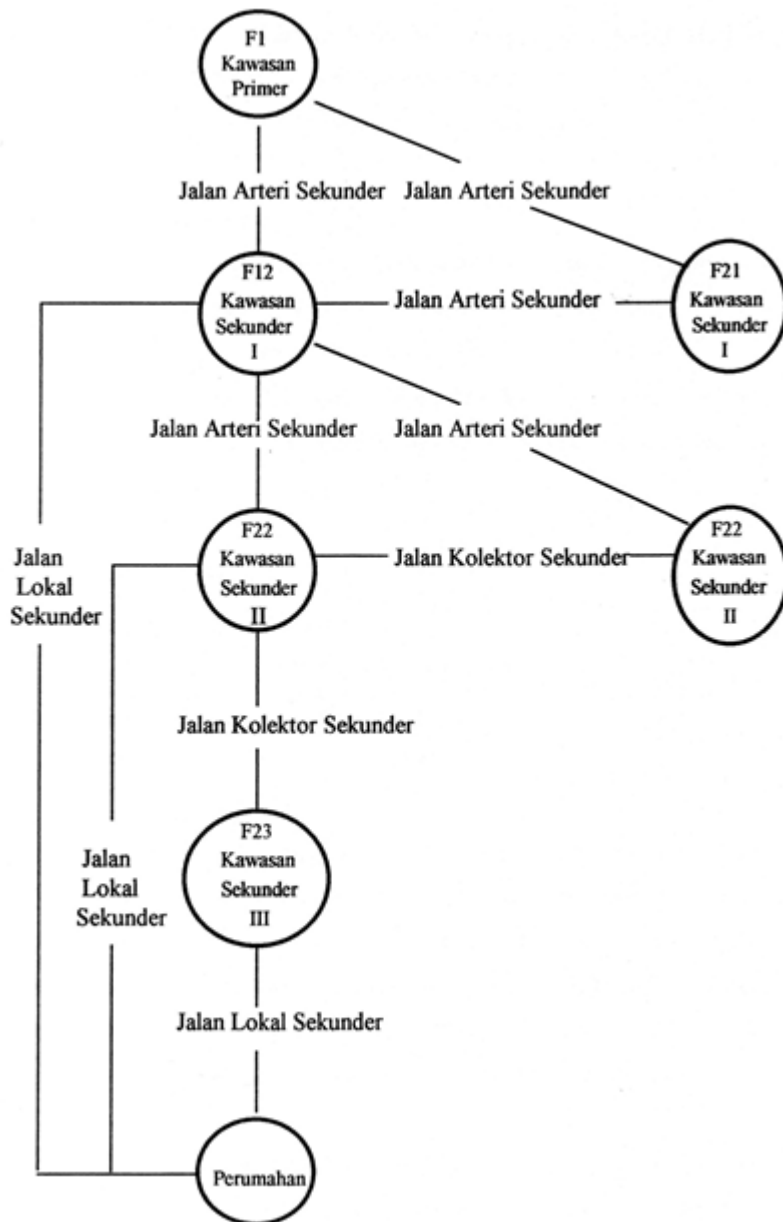 F1
Kawasan
Primer
Jalan Arteri Sekunder
Jalan Arteri Sekunder
F12
Kawasan
Sekunder
I
Jalan Arteri Sekunder
F21
Kawasan
Sekunder
I
Jalan Arteri Sekunder
Jalan Arteri Sekunder
F22
Kawasan
Sekunder
II
Jalan Kolektor Sekunder
F22
Kawasan
Sekunder
II
Jalan
Lokal
Sekunder
Jalan Kolektor Sekunder
F23
Kawasan
Sekunder
III
Jalan
Lokal
Sekunder
Jalan Lokal Sekunder
Perumahan